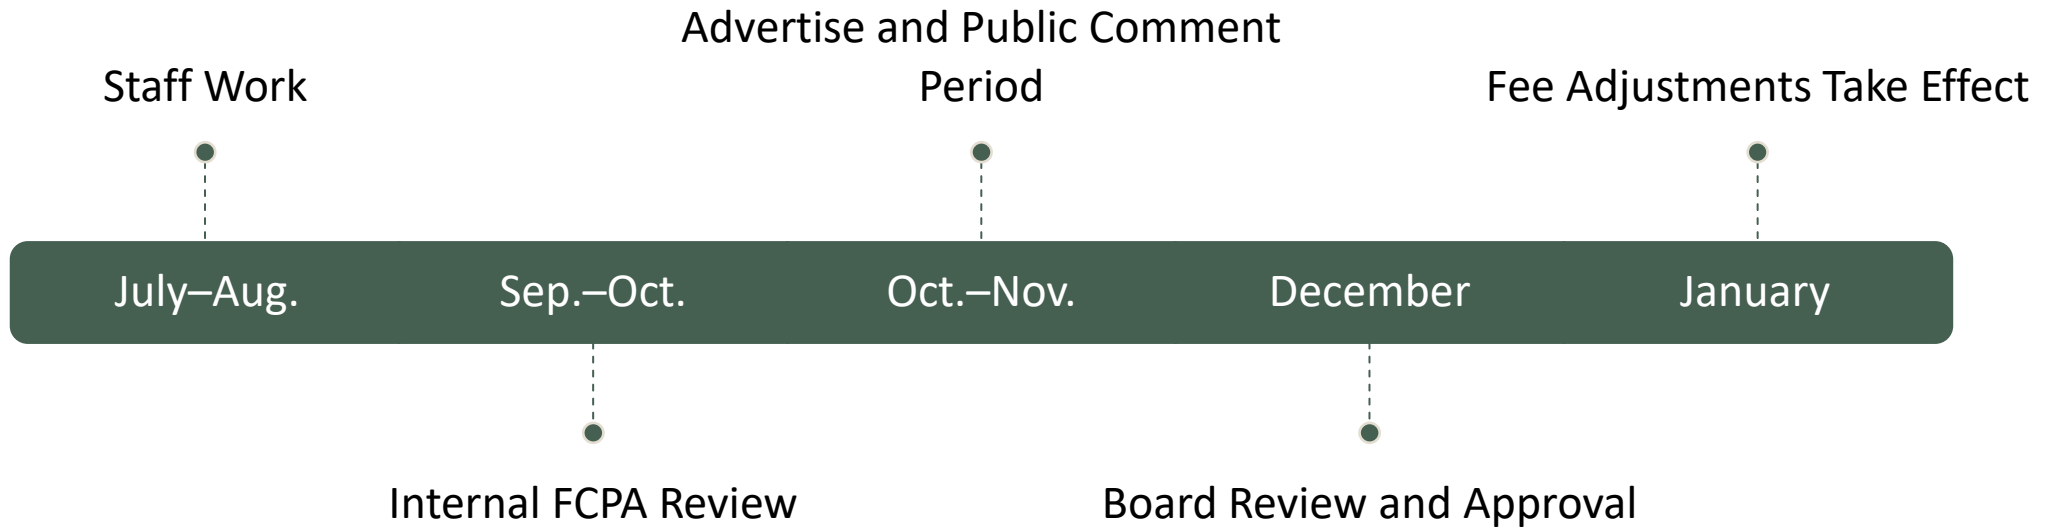 Advertise and Public Comment
Period
Staff Work
Fee Adjustments Take Effect
July–Aug.
Sep.–Oct.
Oct.–Nov.
December
January
Internal FCPA Review
Board Review and Approval